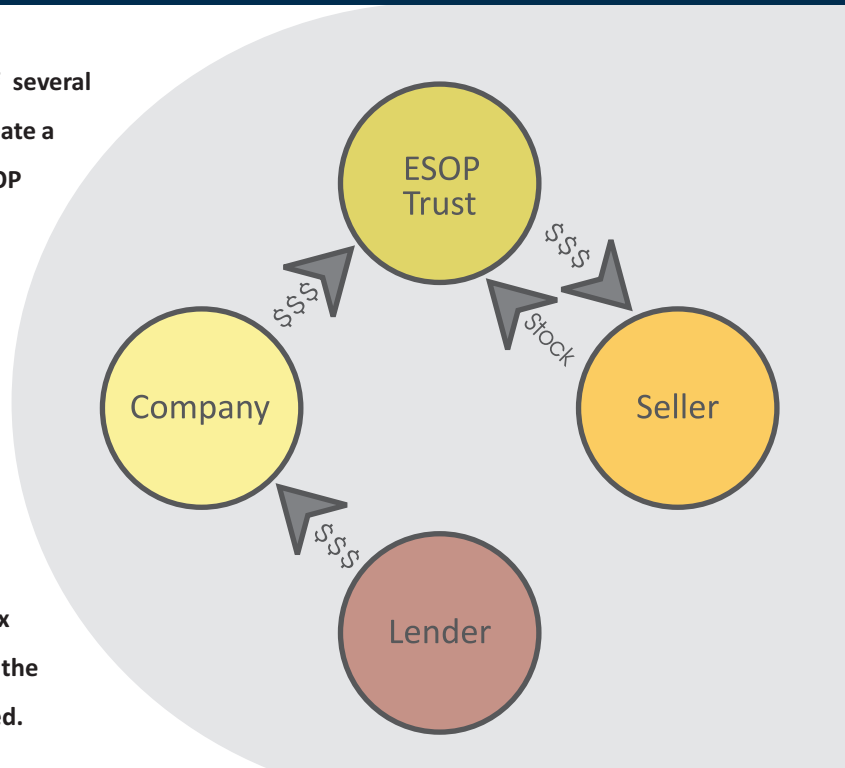 several
ate a
OP
ESOP
Trust
$$$
$$$
Stock
Company
Seller
$$$
Lender
x
the
ed.